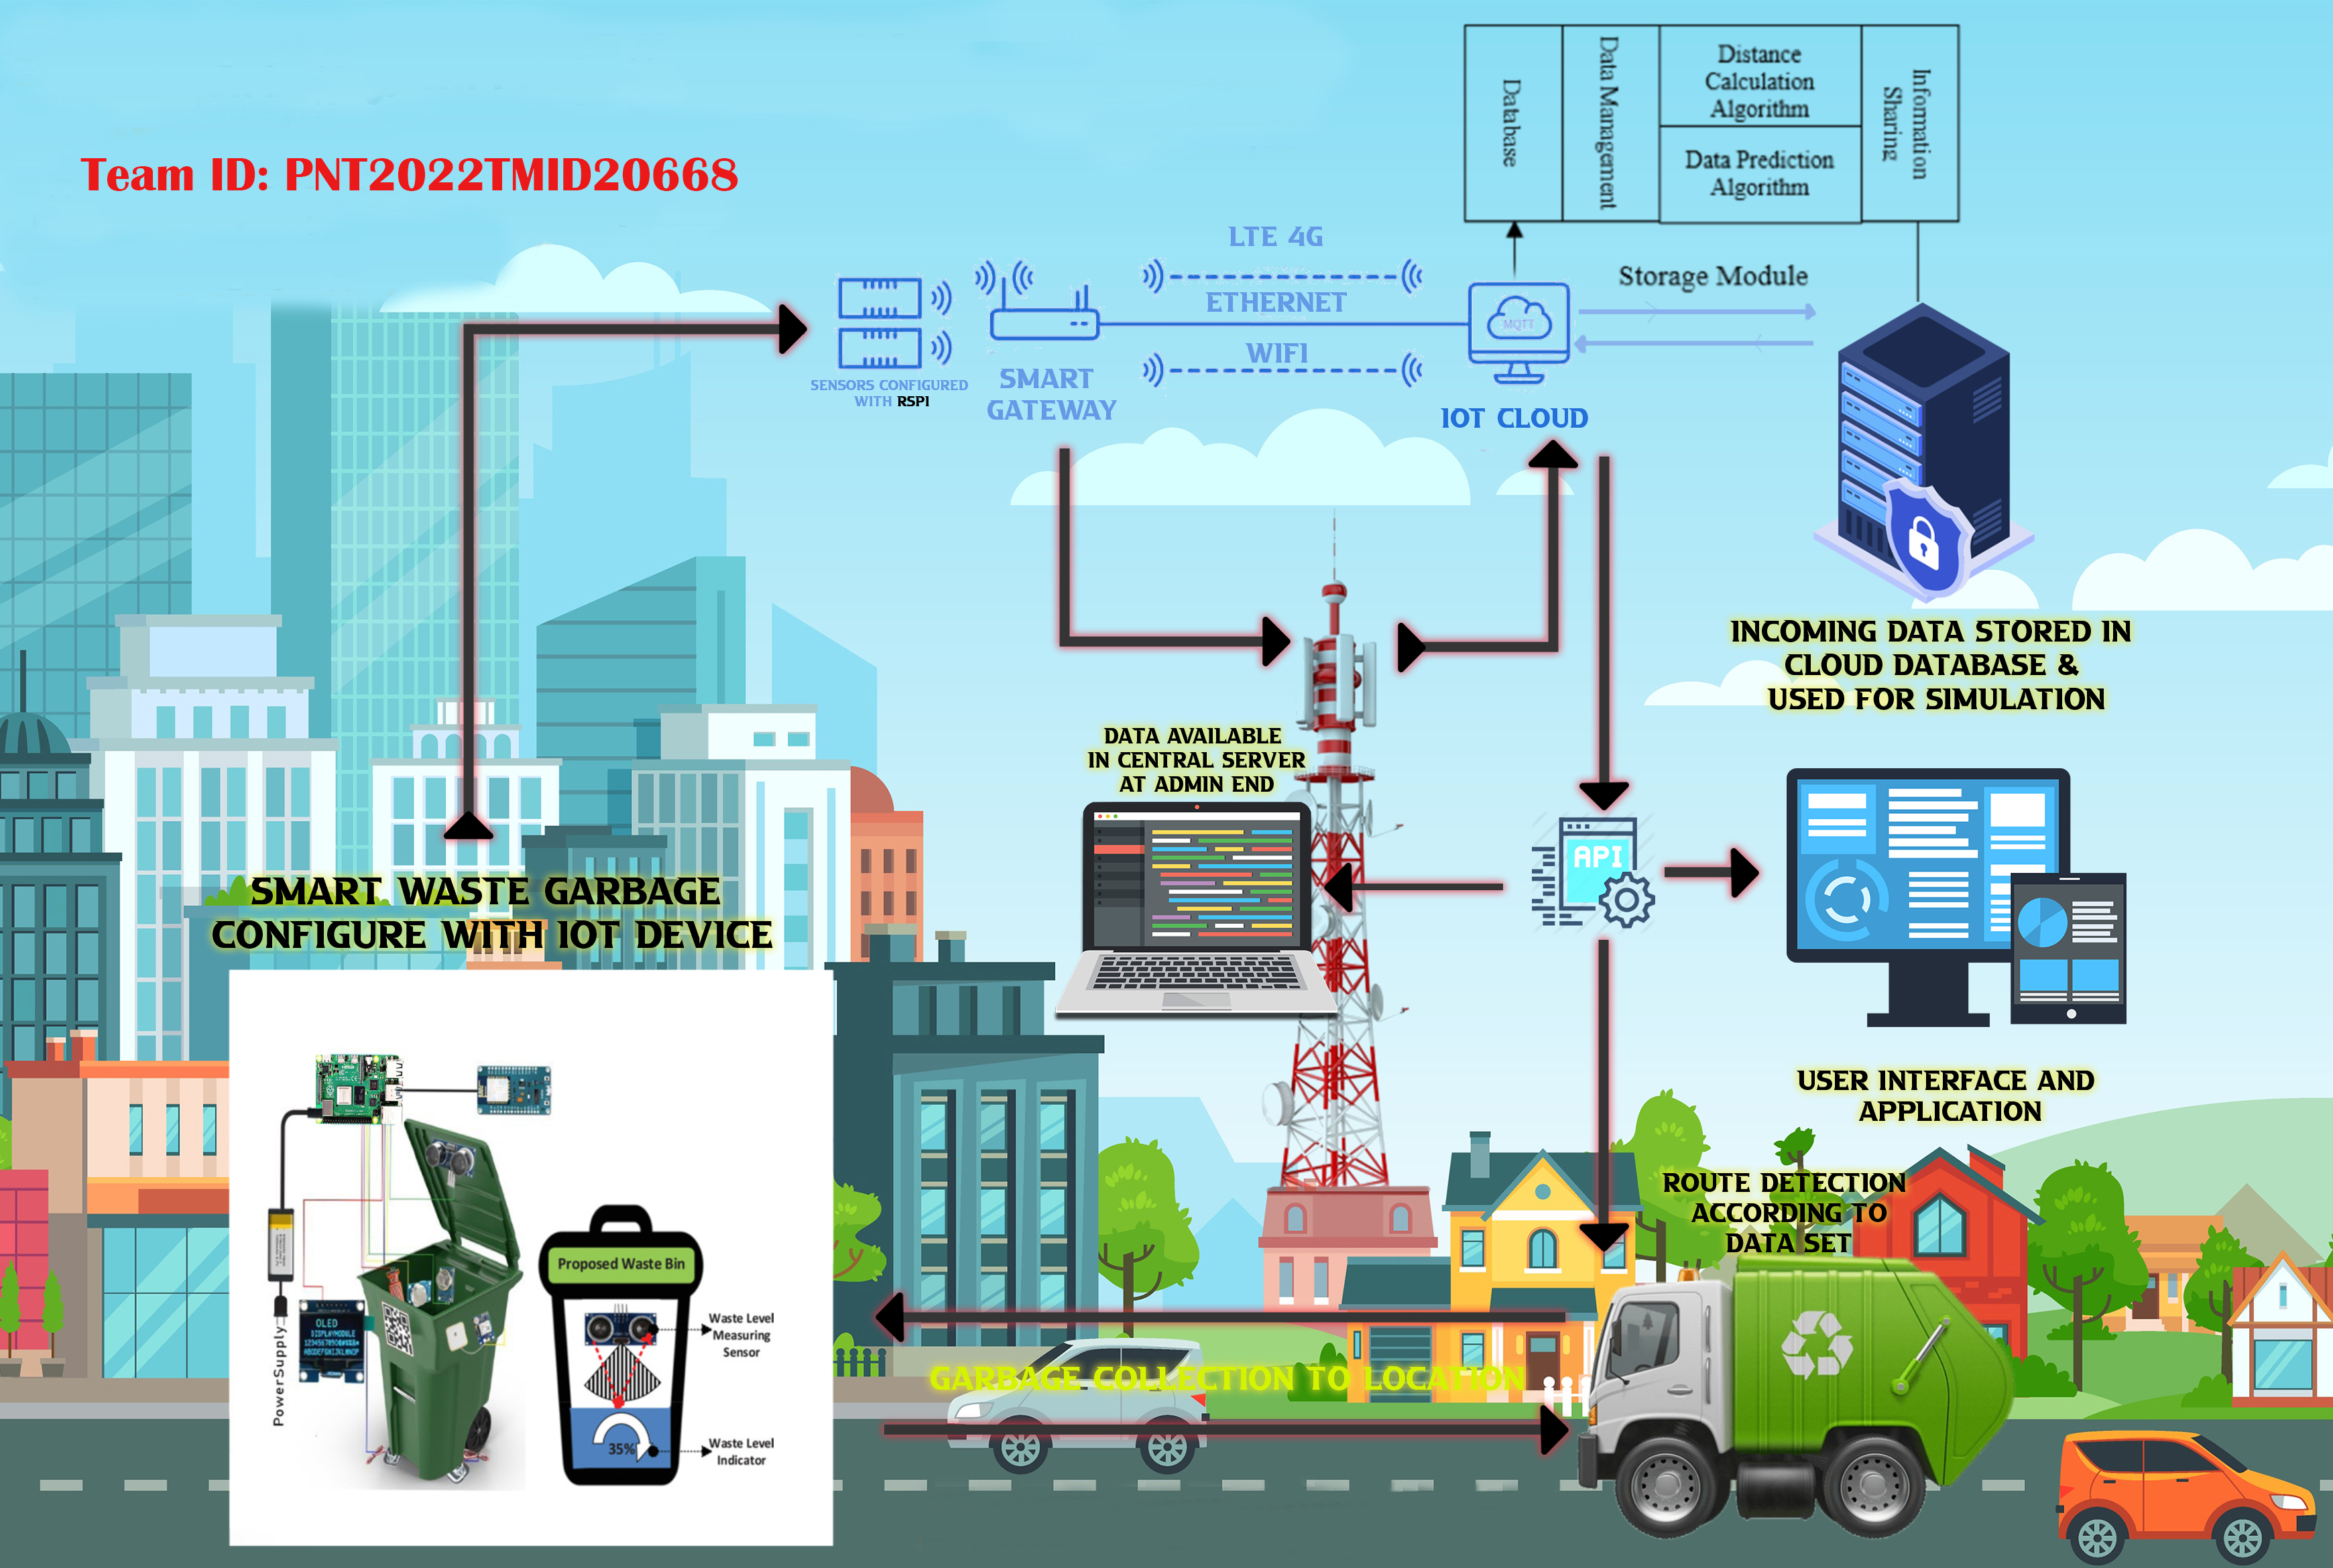 Team ID: PNT2022TMID20668
Database
Data Management
Distance
Calculation
Algorithm
Data Prediction
Algorithm
Information
Sharing
Storage Module
LTE 4G
ETHERNET
WIFI
MQTT
SENSORS CONFIGURED
WITH RSPI
SMART
GATEWAY
IOT CLOUD
INCOMING DATA STORED IN
CLOUD DATABASE &
USED FOR SIMULATION
DATA AVAILABLE
IN CENTRAL SERVER
AT ADMIN END
API
USER INTERFACE AND
APPLICATION
SMART WASTE GARBAGE
CONFIGURE WITH IOT DEVICE
PowerSupply
OLED
DISPLAYMODULE
Proposed Waste Bin
Waste Level
Measuring
Sensor
35%
Waste Level
Indicator
ROUTE DETECTION
ACCORDING TO
DATA SET
GARBAGE COLLECTION TO LOCATION